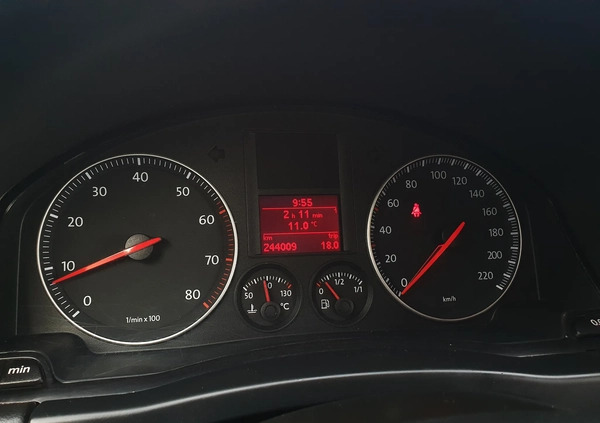 0 10 20 30 40 50 60 70 80
1/min x 100
9:55
2 h 11 min
11.0 °C
km trip
244009 18.0
50 130
°C
0 1/2 1/1
0 20 40 60 80 100 120 140 160 180 200 220
km/h
min